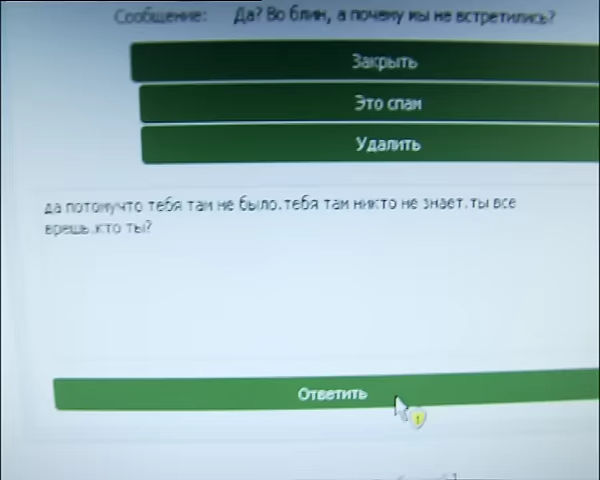 Сообщение: Да? Во блин, а почему мы не встретились?
Закрыть
Это спам
Удалить
да потомучто тебя там не было.тебя там никто не знает.ты все
врешь.кто ты?
Ответить